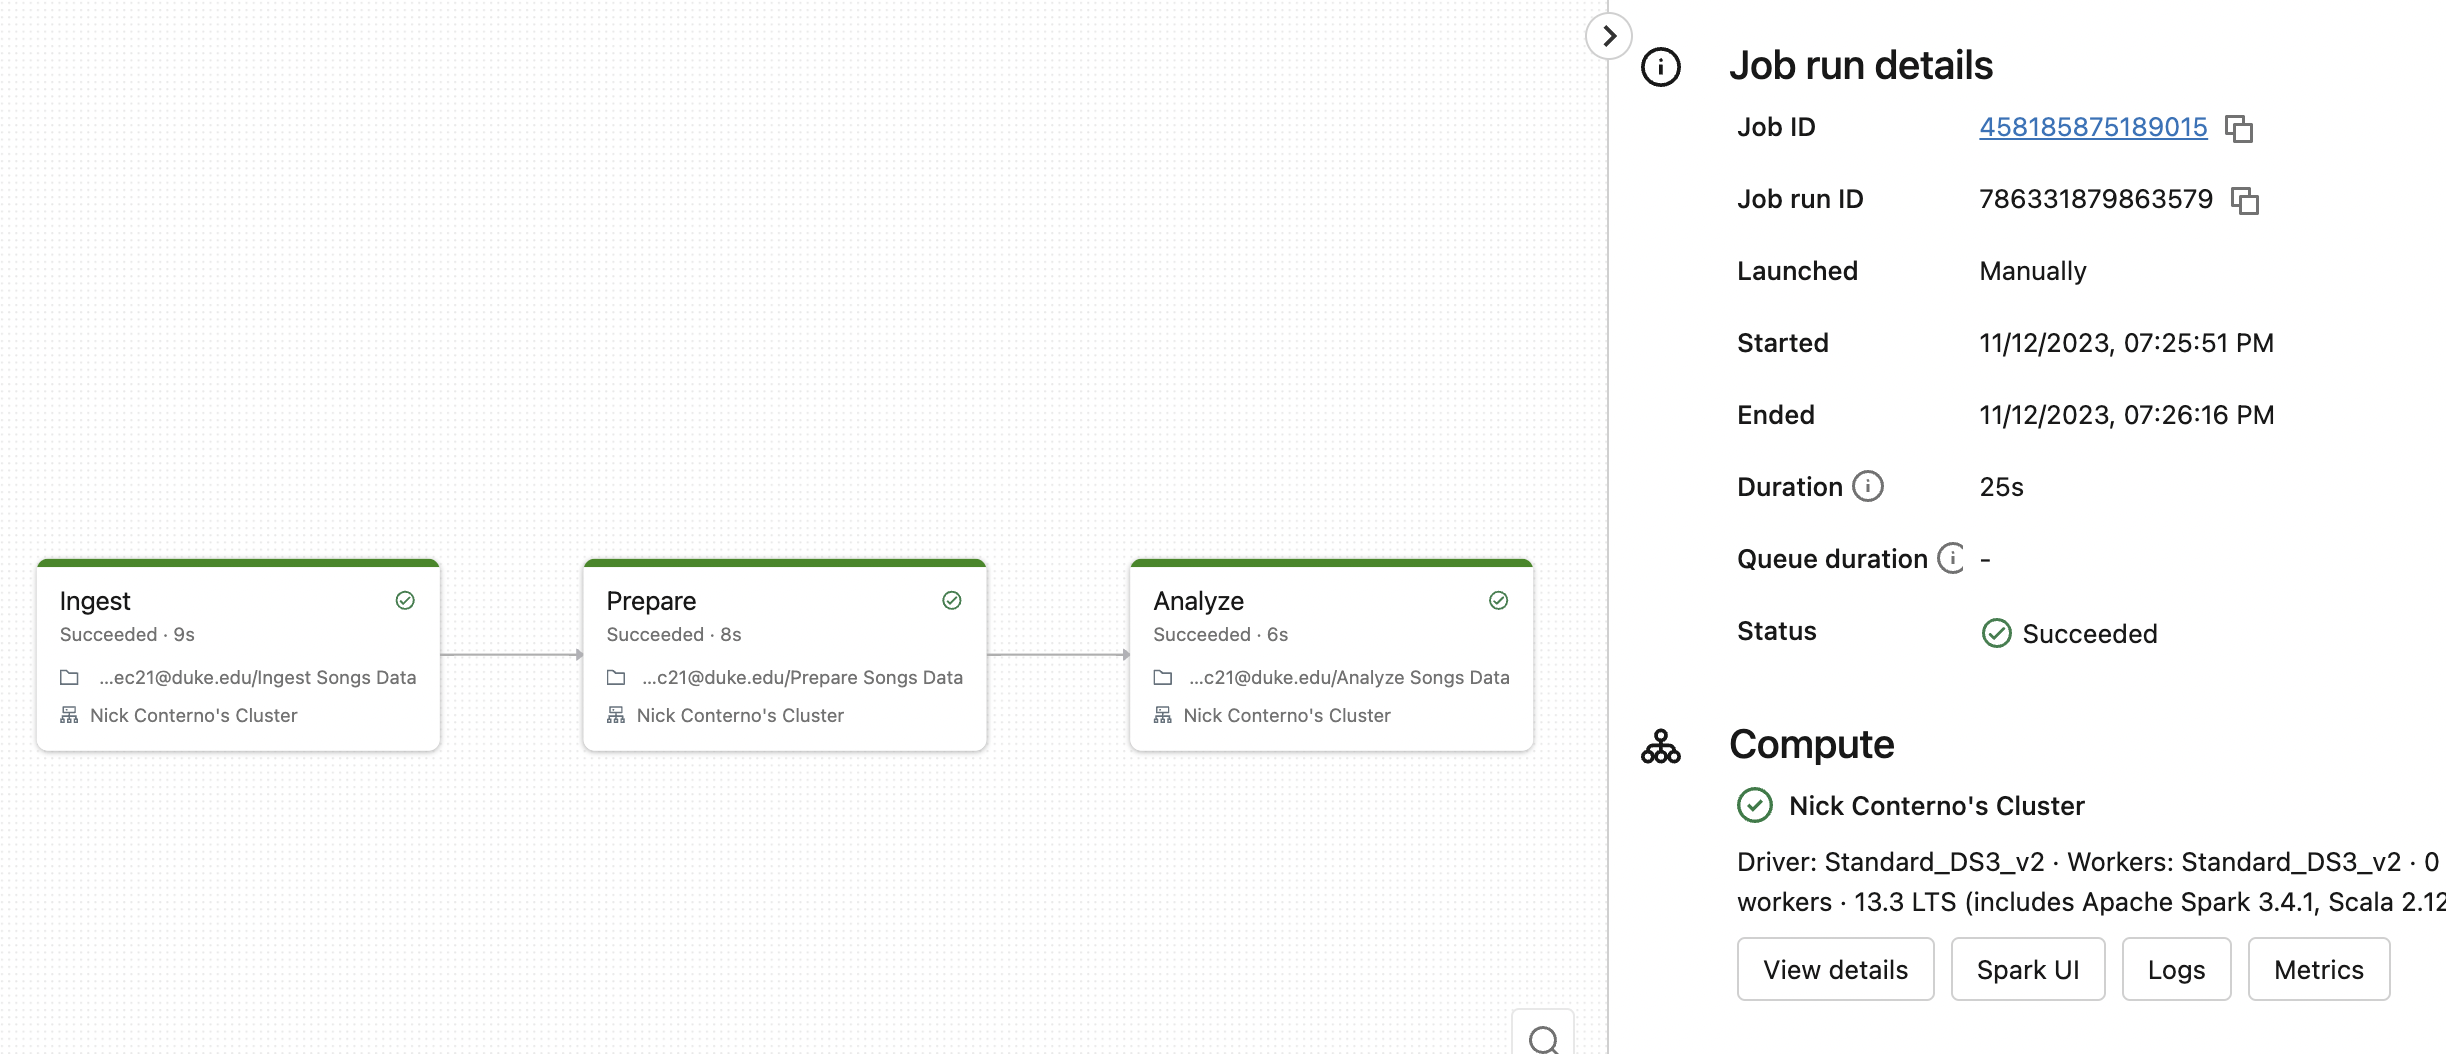 Ingest
Succeeded · 9s
...ec21@duke.edu/Ingest Songs Data
Nick Conterno's Cluster
Prepare
Succeeded · 8s
...c21@duke.edu/Prepare Songs Data
Nick Conterno's Cluster
Analyze
Succeeded · 6s
...c21@duke.edu/Analyze Songs Data
Nick Conterno's Cluster
Job run details
Job ID 458185875189015
Job run ID 786331879863579
Launched Manually
Started 11/12/2023, 07:25:51 PM
Ended 11/12/2023, 07:26:16 PM
Duration 25s
Queue duration -
Status Succeeded
Compute
Nick Conterno's Cluster
Driver: Standard_DS3_v2 · Workers: Standard_DS3_v2 · 0
workers · 13.3 LTS (includes Apache Spark 3.4.1, Scala 2.12
View details Spark UI Logs Metrics